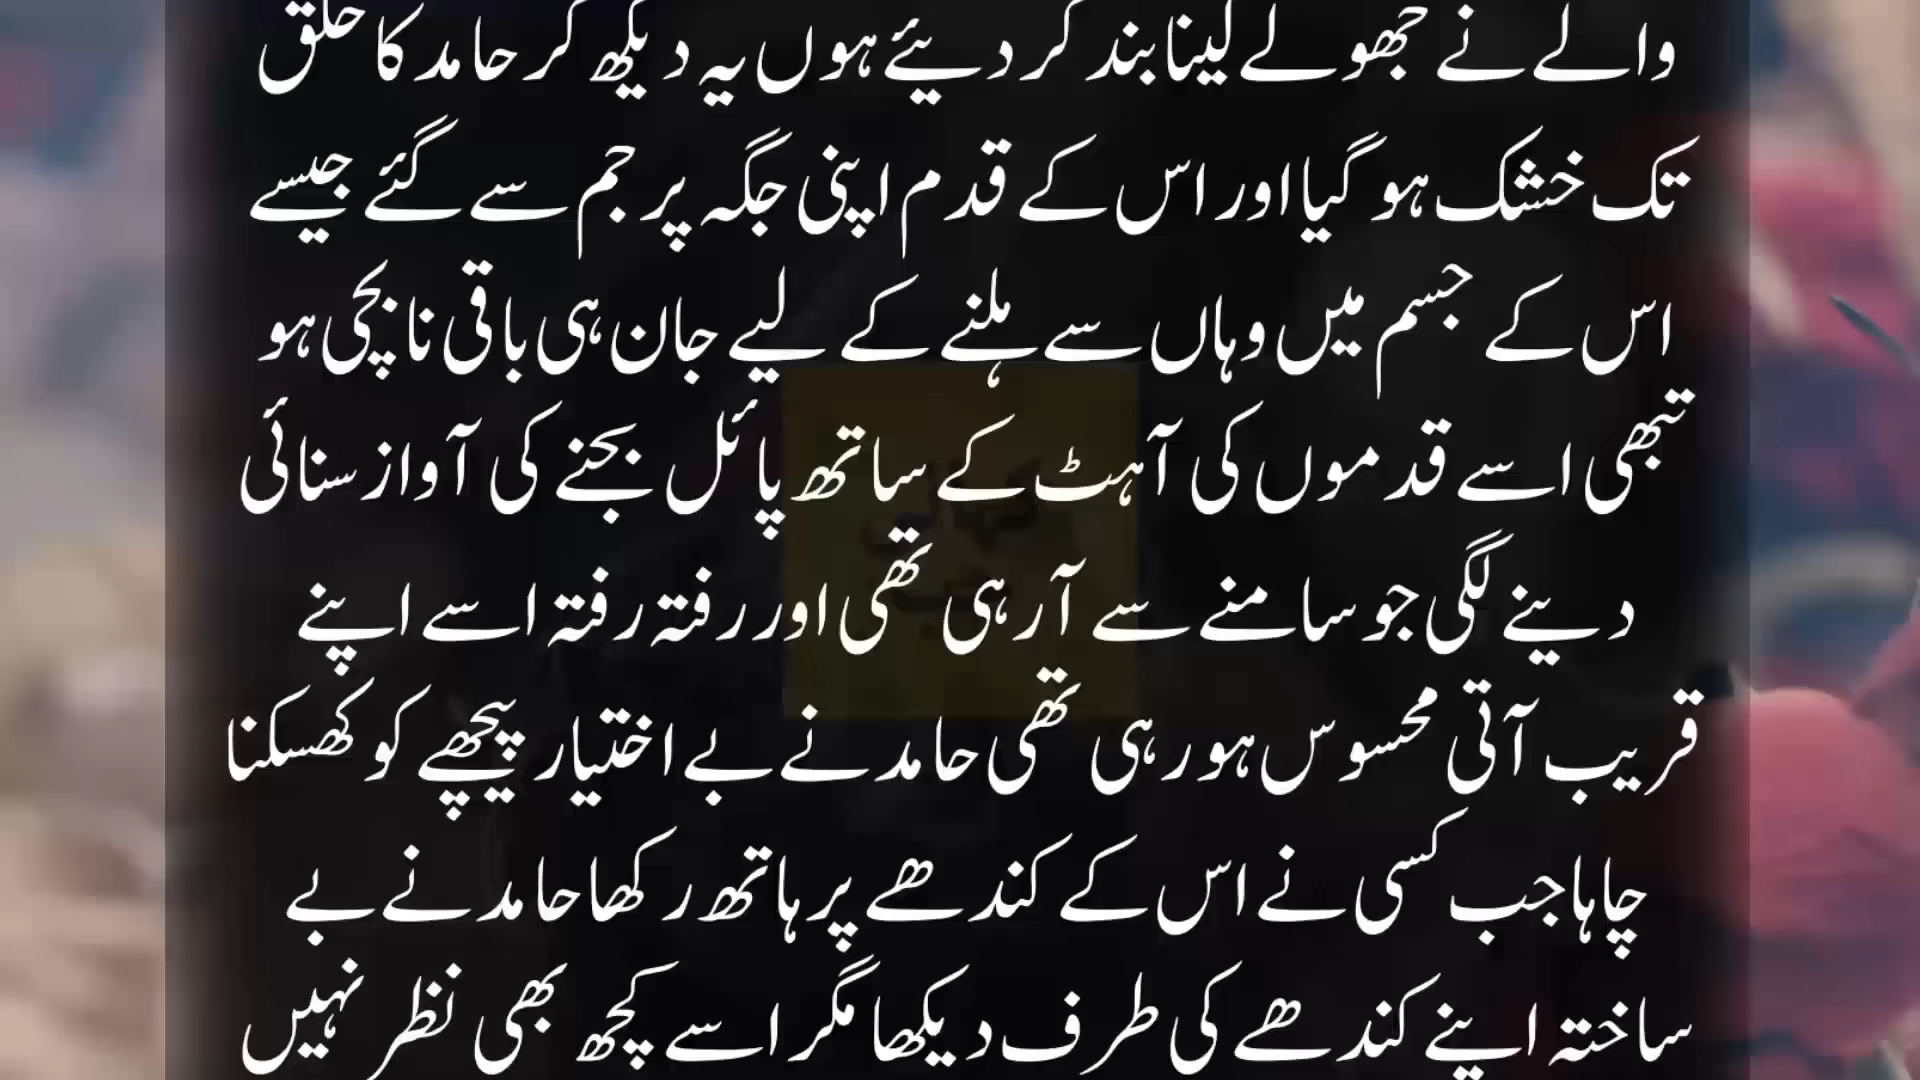 والے نے جھولے لینا بند کر دیئے ہوں یہ دیکھ کر حامد کا حلق
تک خشک ہو گیا اور اس کے قدم اپنی جگہ پر جم سے گئے جیسے
اس کے جسم میں وہاں سے ہلنے کے لیے جان ہی باقی نا بچی ہو
تبھی اسے قدموں کی آہٹ کے ساتھ پائل بجنے کی آواز سنائی
دینے لگی جو سامنے سے آ رہی تھی اور رفتہ رفتہ اسے اپنے
قریب آتی محسوس ہو رہی تھی حامد نے بے اختیار پیچھے کو کھسکنا
چاہا جب کسی نے اس کے کندھے پر ہاتھ رکھا حامد نے بے
ساختہ اپنے کندھے کی طرف دیکھا مگر اسے کچھ بھی نظر نہیں